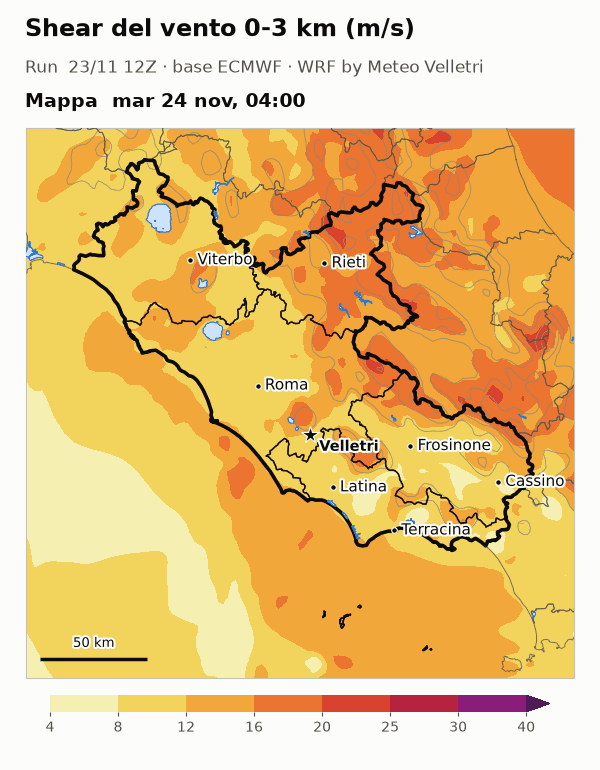 Shear del vento 0-3 km (m/s)
Run  23/11 12Z · base ECMWF · WRF by Meteo Velletri
Mappa  mar 24 nov, 04:00
Viterbo
Rieti
Roma
Velletri
Frosinone
Cassino
Latina
Terracina
50 km
4 8 12 16 20 25 30 40